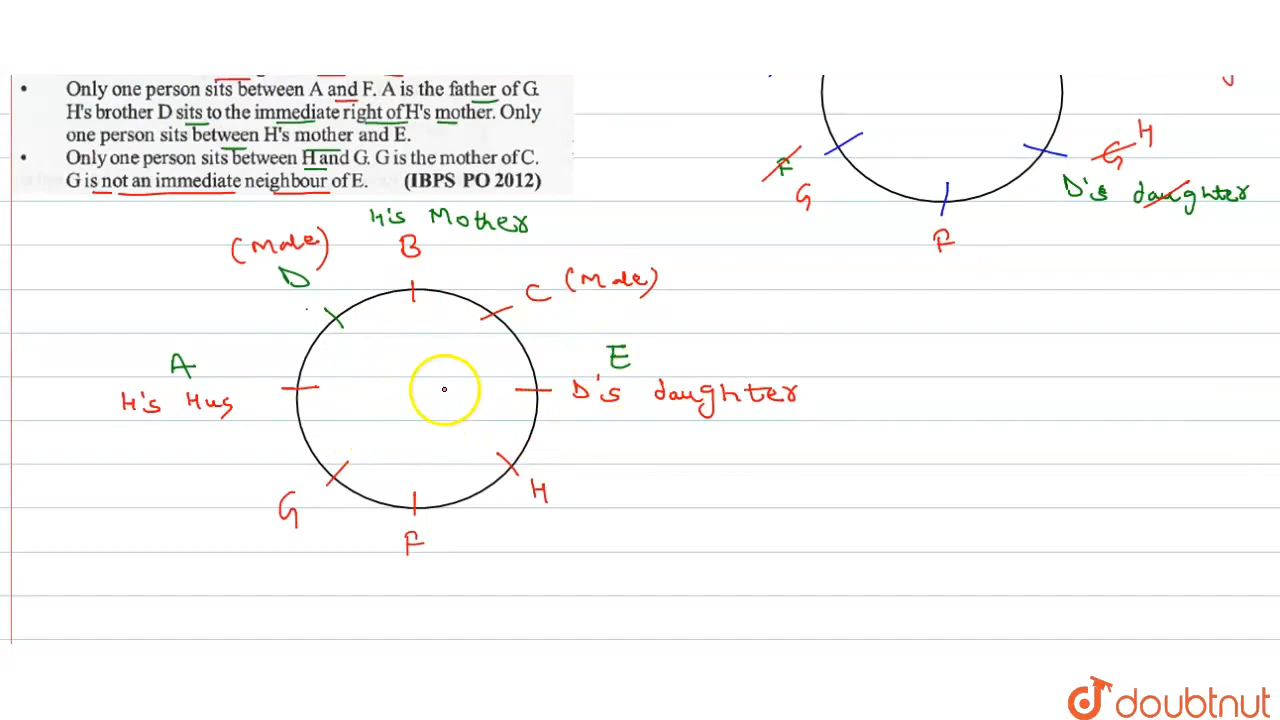 • Only one person sits between A and F. A is the father of G.
H's brother D sits to the immediate right of H's mother. Only
one person sits between H's mother and E.
• Only one person sits between H and G. G is the mother of C.
G is not an immediate neighbour of E. (IBPS PO 2012)
F
G
F
G H
D's daughter
H's Mother
(Male)
B
D
C (Male)
A
H's Hus
E
D's daughter
G
F
H
doubtnut